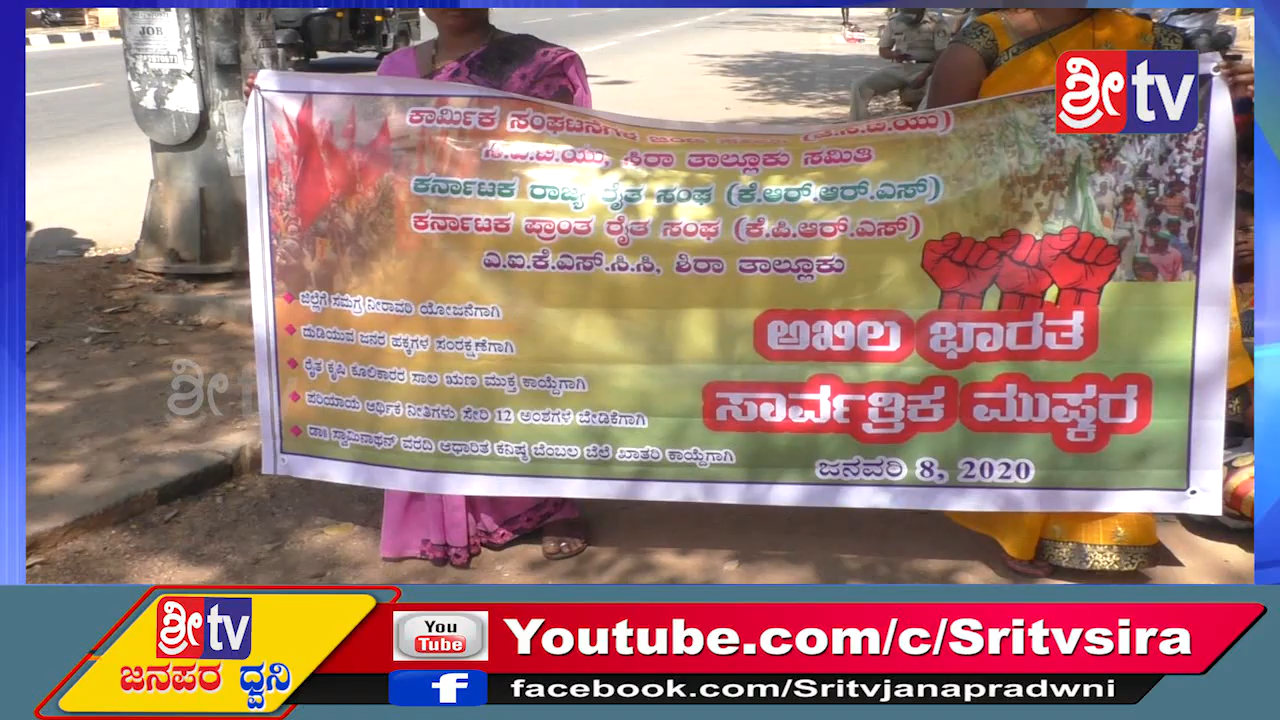 JOB
ಶ್ರೀ tv
ಕಾರ್ಮಿಕ ಸಂಘಟನೆಗಳ ಜಂಟಿ
ಸಿ.ಐ.ಟಿ.ಯು, ಶಿರಾ ತಾಲ್ಲೂಕು ಸಮಿತಿ
ಕರ್ನಾಟಕ ರಾಜ್ಯ ರೈತ ಸಂಘ (ಕೆ.ಆರ್.ಆರ್.ಎಸ್)
ಕರ್ನಾಟಕ ಪ್ರಾಂತ ರೈತ ಸಂಘ (ಕೆ.ಪಿ.ಆರ್.ಎಸ್)
ಎ.ಐ.ಕೆ.ಎಸ್.ಸಿ.ಸಿ, ಶಿರಾ ತಾಲ್ಲೂಕು
ಜಿಲ್ಲೆಗೆ ಸಮಗ್ರ ನೀರಾವರಿ ಯೋಜನೆಗಾಗಿ
ದುಡಿಯುವ ಜನರ ಹಕ್ಕುಗಳ ಸಂರಕ್ಷಣೆಗಾಗಿ
ರೈತ ಕೃಷಿ ಕೂಲಿಕಾರರ ಸಾಲ ಋಣ ಮುಕ್ತ ಕಾಯ್ದೆಗಾಗಿ
ಪರಿಯಾಯ ಆರ್ಥಿಕ ನೀತಿಗಳು ಸೇರಿ 12 ಅಂಶಗಳ ಬೇಡಿಕೆಗಾಗಿ
ಡಾ: ಸ್ವಾಮಿನಾಥನ್ ವರದಿ ಆಧಾರಿತ ಕನಿಷ್ಠ ಬೆಂಬಲ ಬೆಲೆ ಖಾತರಿ ಕಾಯ್ದೆಗಾಗಿ
ಅಖಿಲ ಭಾರತ
ಸಾರ್ವತ್ರಿಕ ಮುಷ್ಕರ
ಜನವರಿ 8, 2020
ಶ್ರೀ tv
ಶ್ರೀ tv
ಜನಪರ ಧ್ವನಿ
You Tube
Youtube.com/c/Sritvsira
f
facebook.com/Sritvjanapradwni